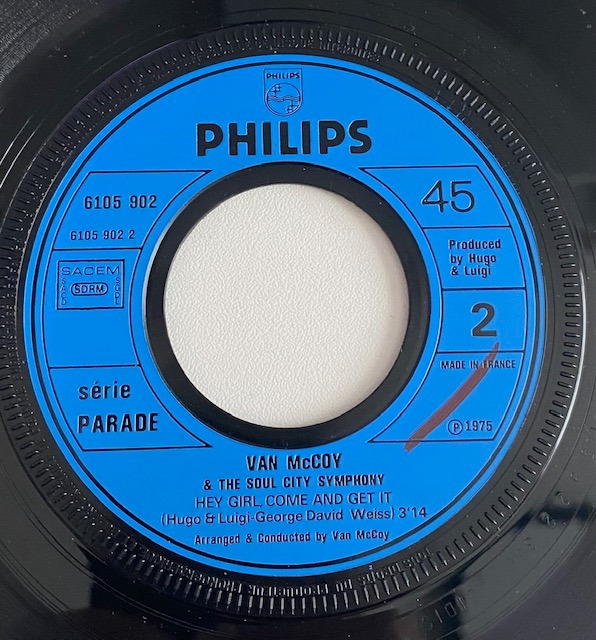 PHILIPS
PHILIPS
6105 902
6105 902 2
SACEM
SACD
SDRM
SGDL
série
PARADE
45
Produced
by Hugo
& Luigi
2
MADE IN FRANCE
Ⓟ 1975
VAN McCOY
& THE SOUL CITY SYMPHONY
HEY GIRL, COME AND GET IT
(Hugo & Luigi-George David Weiss) 3'14
Arranged & Conducted by Van McCoy